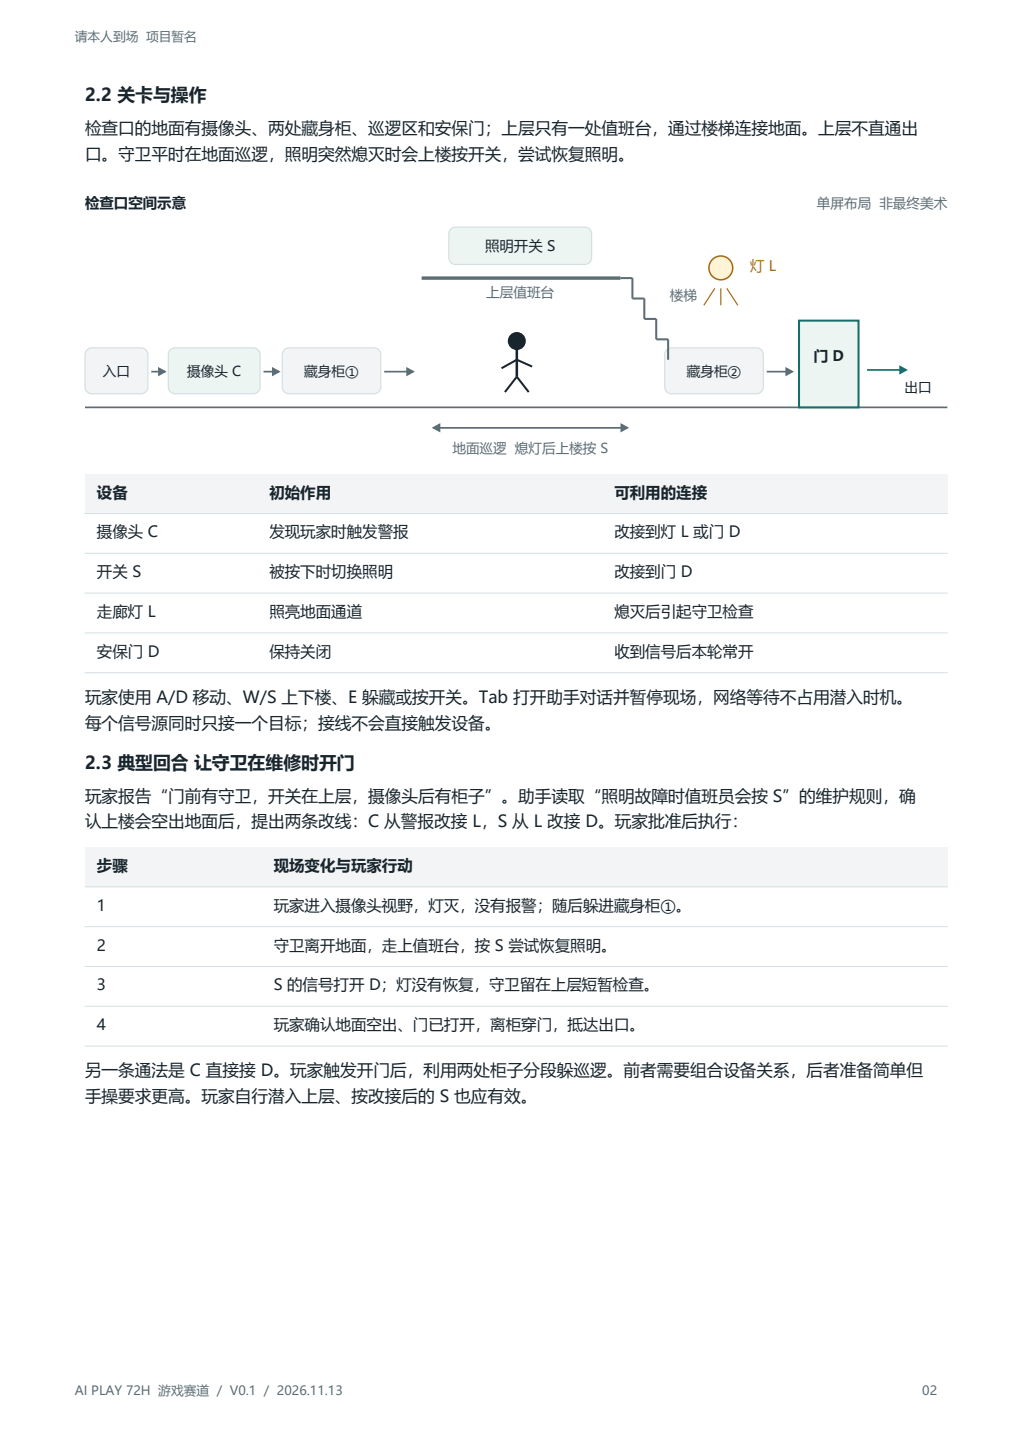 请本人到场 项目暂名
2.2 关卡与操作
检查口的地面有摄像头、两处藏身柜、巡逻区和安保门；上层只有一处值班台，通过楼梯连接地面。上层不直通出
口。守卫平时在地面巡逻，照明突然熄灭时会上楼按开关，尝试恢复照明。
检查口空间示意
单屏布局 非最终美术
照明开关 S
灯 L
上层值班台
楼梯
门 D
入口
摄像头 C
藏身柜①
藏身柜②
出口
地面巡逻 熄灯后上楼按 S
设备 初始作用 可利用的连接
摄像头 C 发现玩家时触发警报 改接到灯 L 或门 D
开关 S 被按下时切换照明 改接到门 D
走廊灯 L 照亮地面通道 熄灭后引起守卫检查
安保门 D 保持关闭 收到信号后本轮常开
玩家使用 A/D 移动、W/S 上下楼、E 躲藏或按开关。Tab 打开助手对话并暂停现场，网络等待不占用潜入时机。
每个信号源同时只接一个目标；接线不会直接触发设备。
2.3 典型回合 让守卫在维修时开门
玩家报告“门前有守卫，开关在上层，摄像头后有柜子”。助手读取“照明故障时值班员会按 S”的维护规则，确
认上楼会空出地面后，提出两条改线：C 从警报改接 L，S 从 L 改接 D。玩家批准后执行：
步骤 现场变化与玩家行动
1 玩家进入摄像头视野，灯灭，没有报警；随后躲进藏身柜①。
2 守卫离开地面，走上值班台，按 S 尝试恢复照明。
3 S 的信号打开 D；灯没有恢复，守卫留在上层短暂检查。
4 玩家确认地面空出、门已打开，离柜穿门，抵达出口。
另一条通法是 C 直接接 D。玩家触发开门后，利用两处柜子分段躲巡逻。前者需要组合设备关系，后者准备简单但
手操要求更高。玩家自行潜入上层、按改接后的 S 也应有效。
AI PLAY 72H 游戏赛道 / V0.1 / 2026.11.13
02